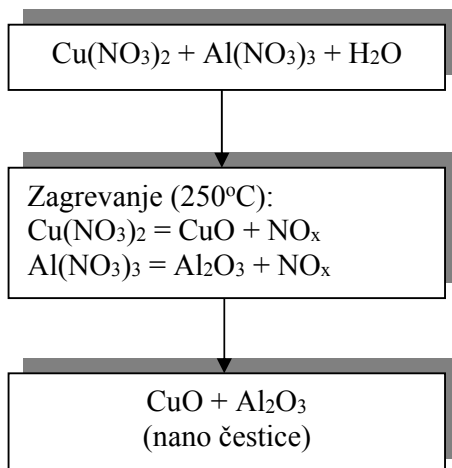 Cu(NO₃)₂ + Al(NO₃)₃ + H₂O
Zagrevanje (250ᵒC):
Cu(NO₃)₂ = CuO + NOₓ
Al(NO₃)₃ = Al₂O₃ + NOₓ
CuO + Al₂O₃
(nano čestice)